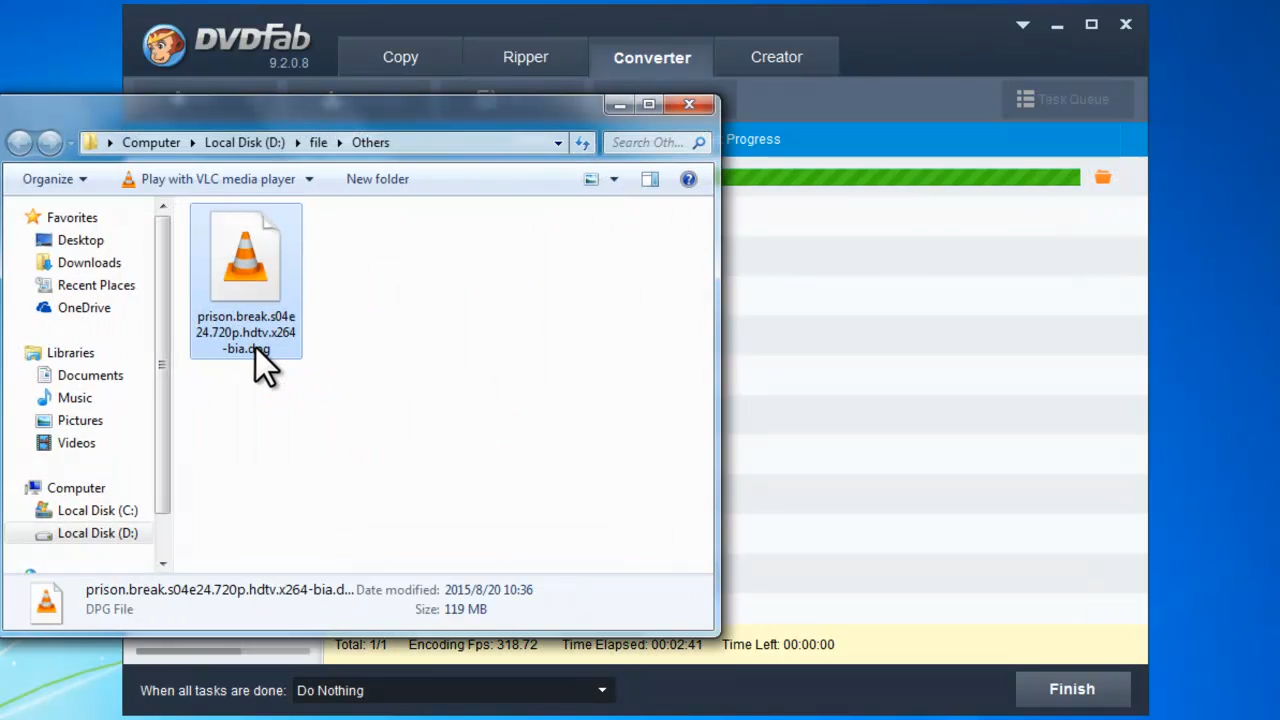 DVDFab
9.2.0.8
Copy
Ripper
Converter
Creator
Task Queue
Computer
Local Disk (D:)
file
Others
Search Oth...
Progress
Organize
Play with VLC media player
New folder
Favorites
Desktop
Downloads
Recent Places
OneDrive
Libraries
Documents
Music
Pictures
Videos
Computer
Local Disk (C:)
Local Disk (D:)
prison.break.s04e
24.720p.hdtv.x264
-bia.dpg
prison.break.s04e24.720p.hdtv.x264-bia.d...
Date modified: 2015/8/20 10:36
DPG File
Size: 119 MB
Total: 1/1 Encoding Fps: 318.72 Time Elapsed: 00:02:41 Time Left: 00:00:00
When all tasks are done: Do Nothing
Finish